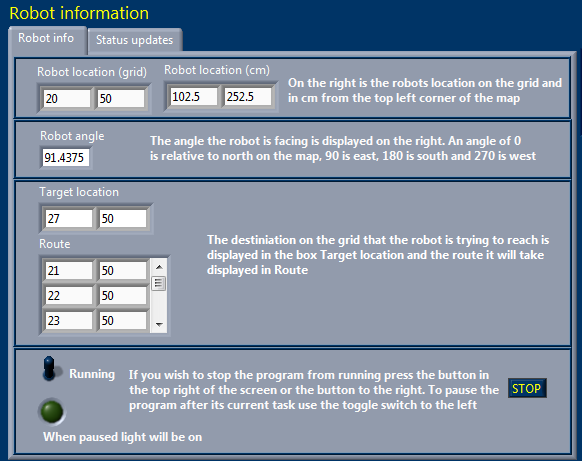 Robot information
Robot info
Status updates
Robot location (grid)
Robot location (cm)
20 50
102.5 252.5
On the right is the robots location on the grid and
in cm from the top left corner of the map
Robot angle
91.4375
The angle the robot is facing is displayed on the right. An angle of 0
is relative to north on the map, 90 is east, 180 is south and 270 is west
Target location
27 50
Route
21 50
22 50
23 50
The destiniation on the grid that the robot is trying to reach is
displayed in the box Target location and the route it will take
displayed in Route
Running
If you wish to stop the program from running press the button in
the top right of the screen or the button to the right. To pause the
program after its current task use the toggle switch to the left
STOP
When paused light will be on